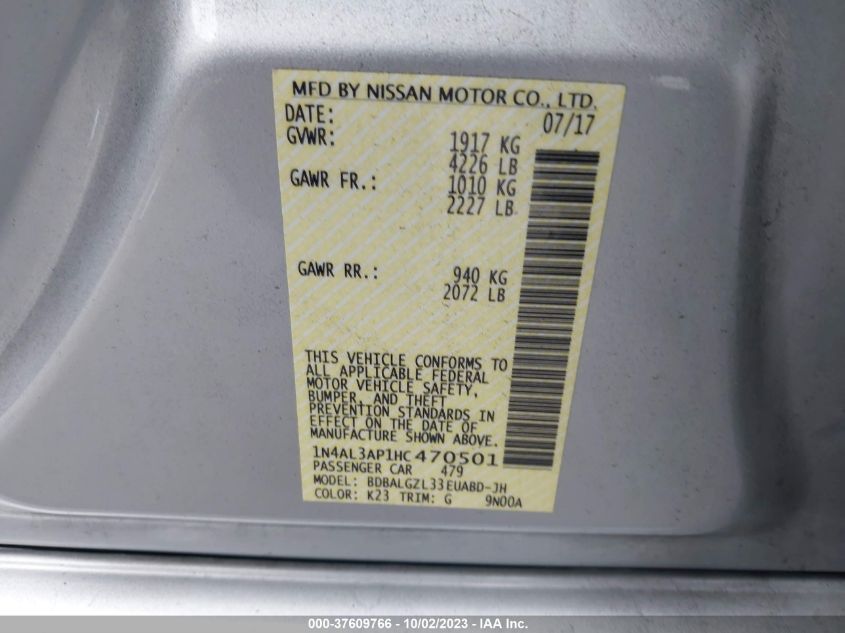 MFD BY NISSAN MOTOR CO., LTD.
DATE: 07/17
GVWR: 1917 KG
4226 LB
GAWR FR.: 1010 KG
2227 LB
GAWR RR.: 940 KG
2072 LB
THIS VEHICLE CONFORMS TO
ALL APPLICABLE FEDERAL
MOTOR VEHICLE SAFETY,
BUMPER, AND THEFT
PREVENTION STANDARDS IN
EFFECT ON THE DATE OF
MANUFACTURE SHOWN ABOVE.
1N4AL3AP1HC470501
PASSENGER CAR 479
MODEL: BDBALGZL33EUABD-JH
COLOR: K23 TRIM: G 9N00A
000-37609766 - 10/02/2023 - IAA Inc.